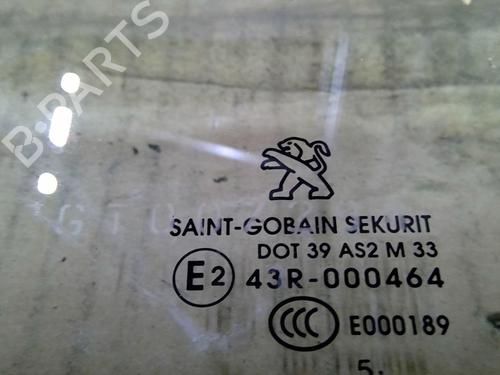 B-PARTS
SAINT-GOBAIN SEKURIT
DOT 39 AS2 M 33
E2 43R-000464
CCC E000189
5.